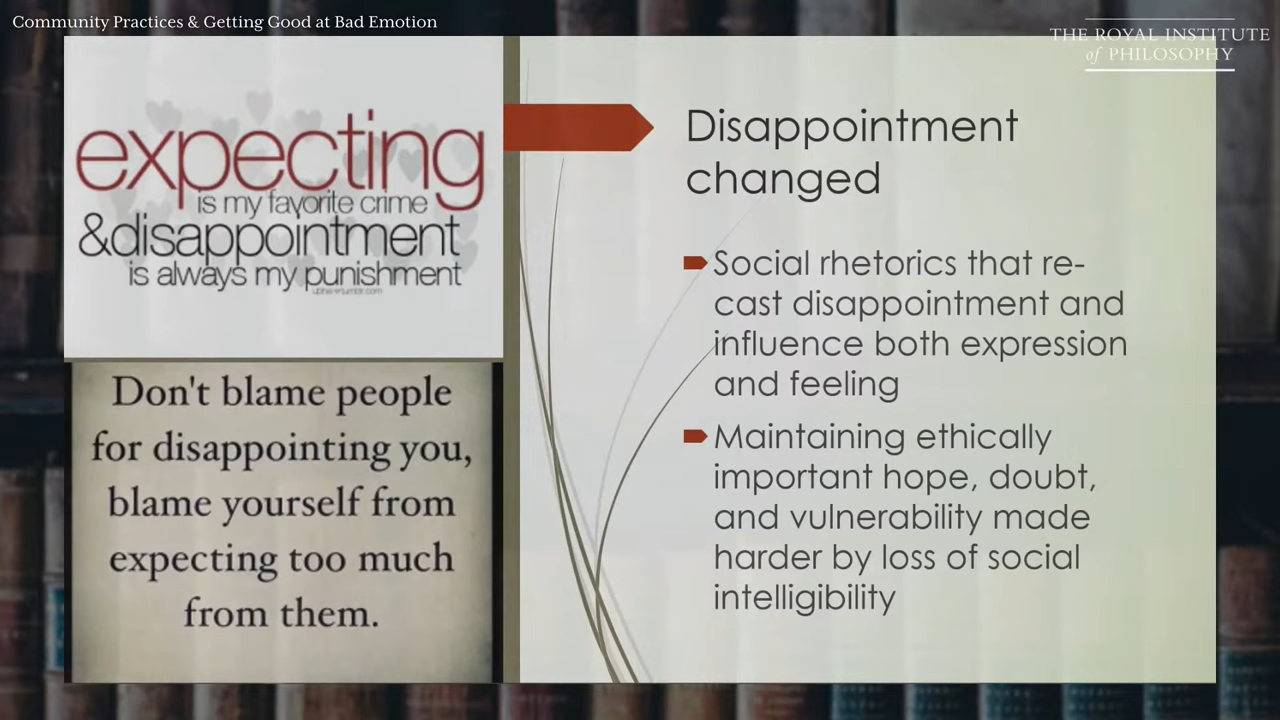 Community Practices & Getting Good at Bad Emotion
THE ROYAL INSTITUTE
of PHILOSOPHY
expecting
is my favorite crime
&disappointment
is always my punishment
Don't blame people
for disappointing you,
blame yourself from
expecting too much
from them.
Disappointment
changed
Social rhetorics that re-
cast disappointment and
influence both expression
and feeling
Maintaining ethically
important hope, doubt,
and vulnerability made
harder by loss of social
intelligibility